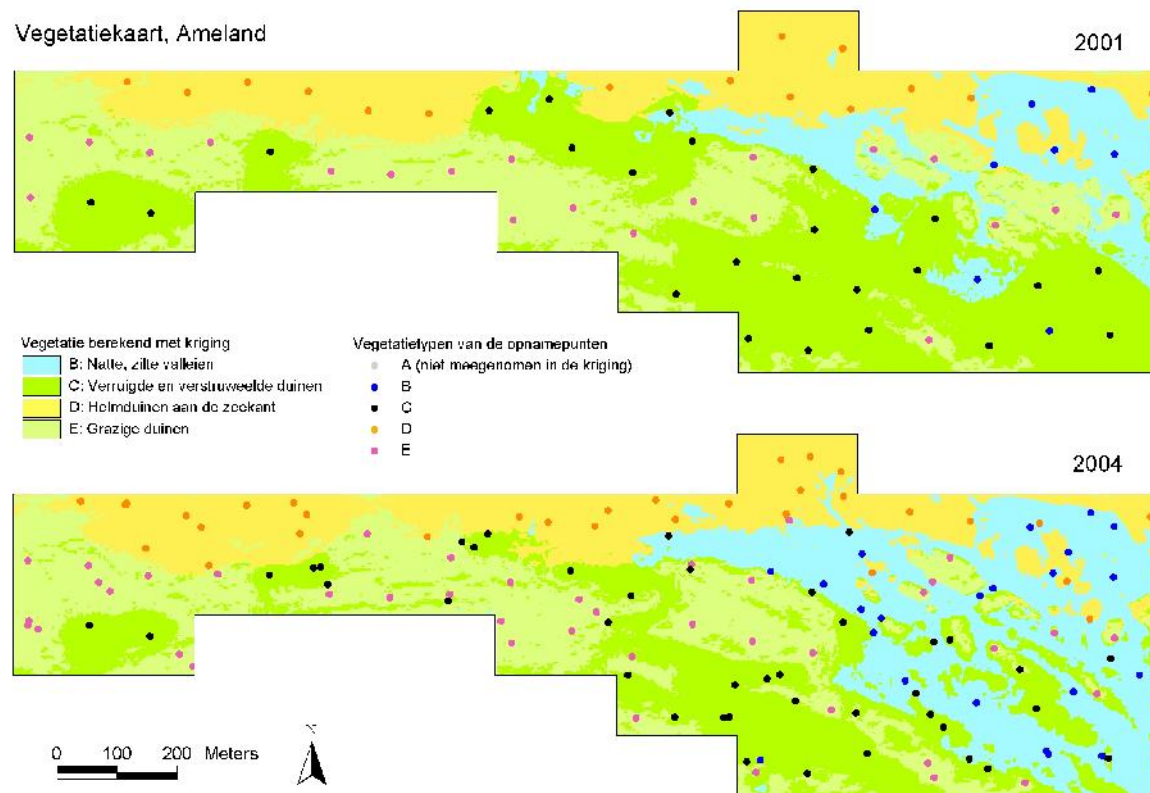 Vegetatiekaart, Ameland
2001
Vegetatie berekend met kriging
B: Natte, zilte valleien
C: Verruigde en verstruweelde duinen
D: Helmduinen aan de zeekant
E: Grazige duinen
Vegetatietypen van de opnamepunten
A (niet meegenomen in de kriging)
B
C
D
E
2004
0 100 200 Meters
N